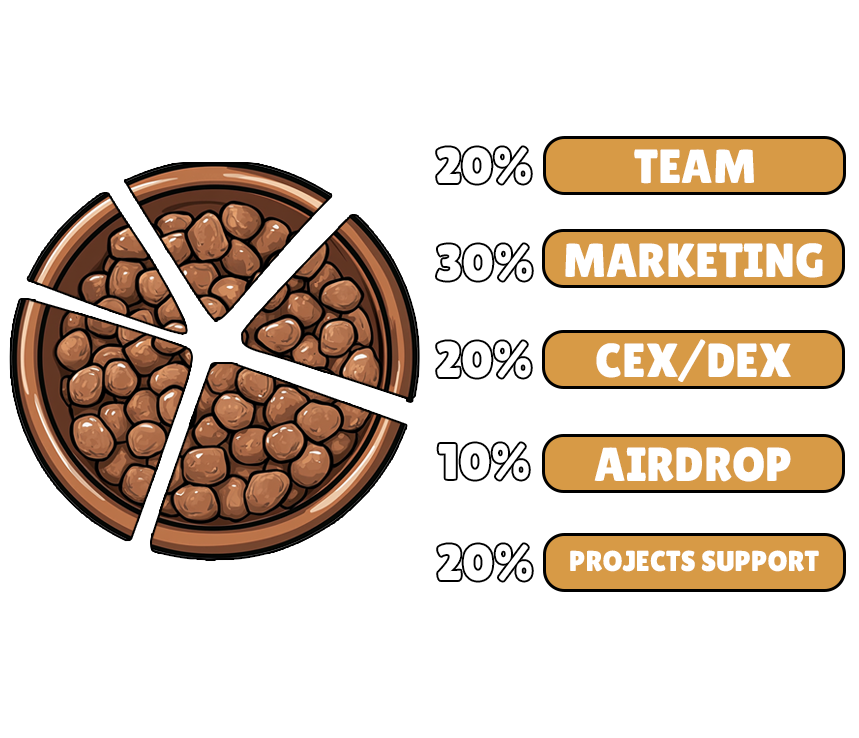 20% TEAM
30% MARKETING
20% CEX/DEX
10% AIRDROP
20% PROJECTS SUPPORT